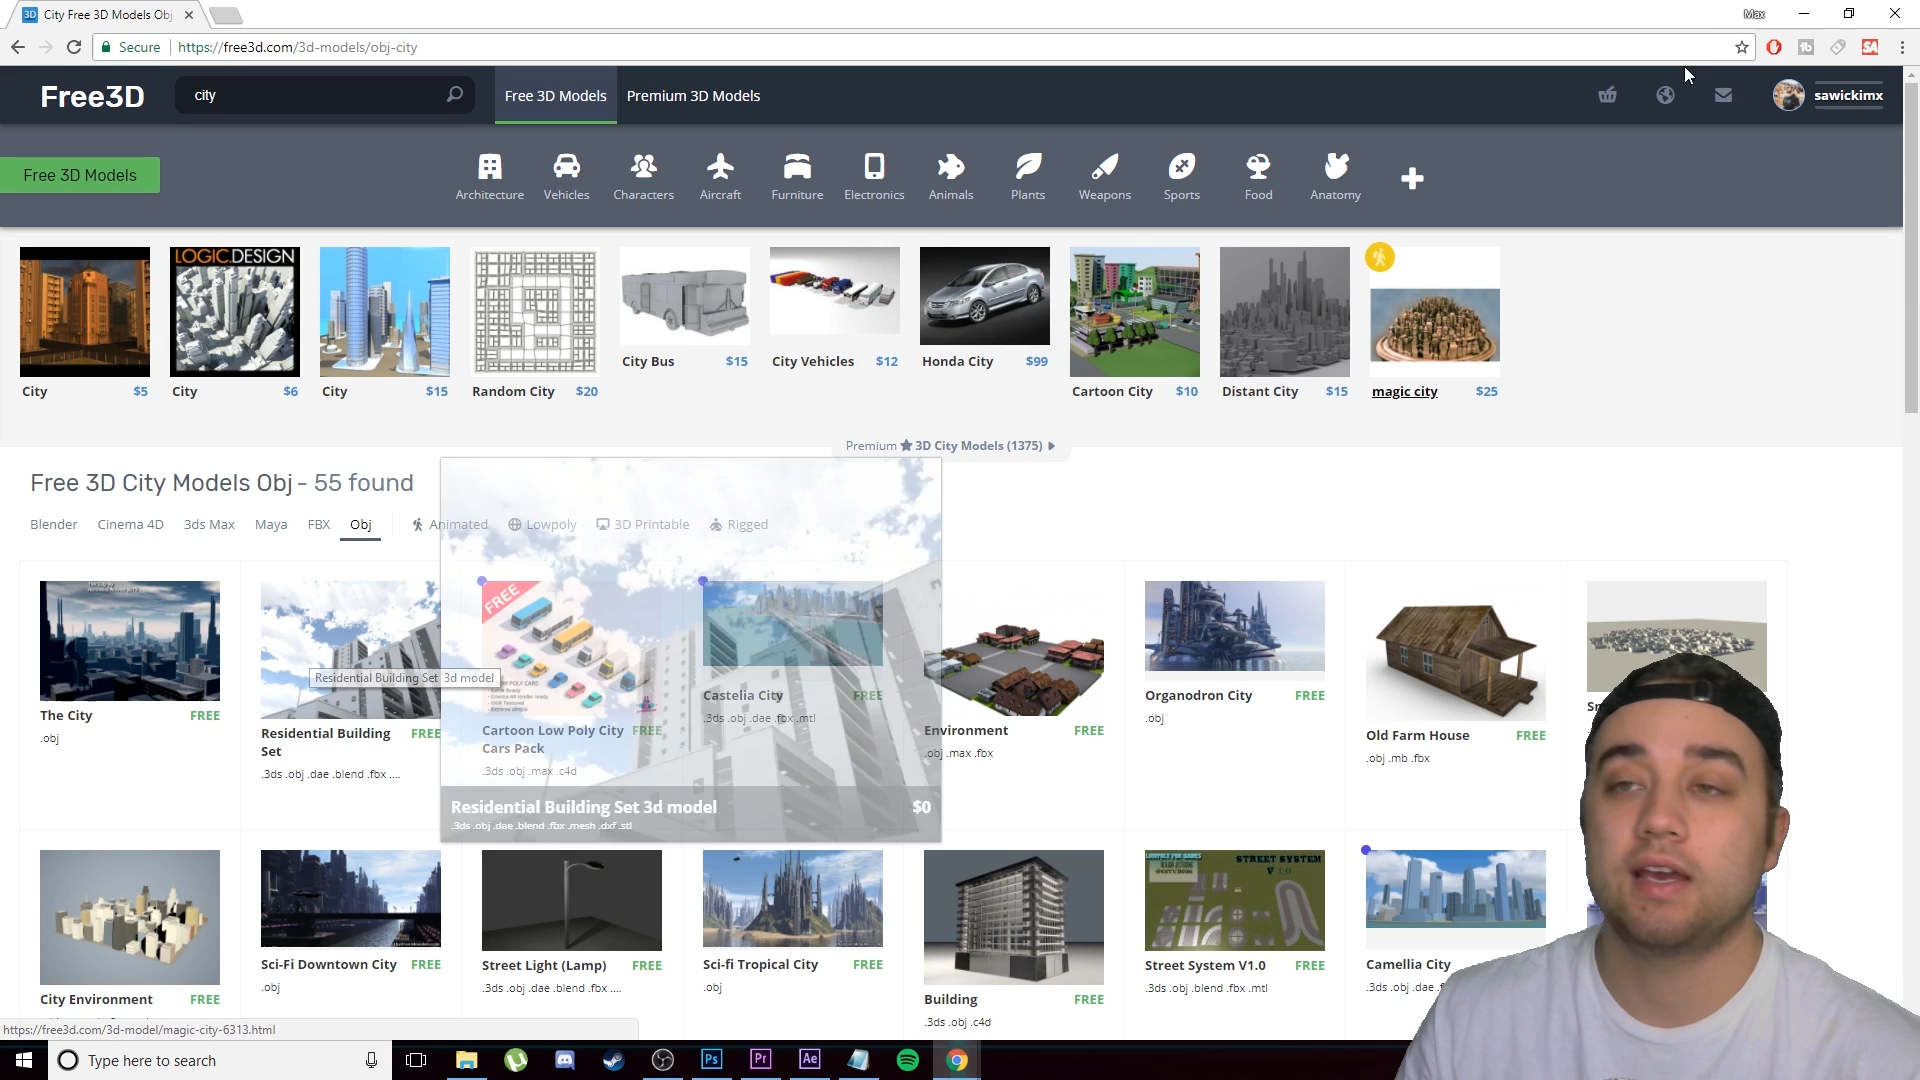 City Free 3D Models Obj
Max
Secure
https://free3d.com/3d-models/obj-city
Free3D
city
Free 3D Models
Premium 3D Models
sawickimx
Free 3D Models
Architecture
Vehicles
Characters
Aircraft
Furniture
Electronics
Animals
Plants
Weapons
Sports
Food
Anatomy
LOGIC.DESIGN
City $5
City $6
City $15
Random City $20
City Bus $15
City Vehicles $12
Honda City $99
Cartoon City $10
Distant City $15
magic city $25
Premium 3D City Models (1375)
Free 3D City Models Obj - 55 found
Blender
Cinema 4D
3ds Max
Maya
FBX
Obj
Animated
Lowpoly
3D Printable
Rigged
The City FREE
.obj
Residential Building Set 3d model
Residential Building FREE
Set
.3ds .obj .dae .blend .fbx ....
FREE
Cartoon Low Poly City FREE
Cars Pack
.3ds .obj .max .c4d
Castelia City FREE
.3ds .obj .dae .fbx .mtl
Residential Building Set 3d model $0
.3ds .obj .dae .blend .fbx .mesh .dxf .stl
Environment FREE
.obj .max .fbx
Organodron City FREE
.obj
Old Farm House FREE
.obj .mb .fbx
City Environment FREE
Sci-Fi Downtown City FREE
.obj
Street Light (Lamp) FREE
.3ds .obj .dae .blend .fbx ....
Sci-fi Tropical City FREE
.obj
Building FREE
.3ds .obj .c4d
STREET SYSTEM
V 1.0
Street System V1.0 FREE
.3ds .obj .blend .fbx .mtl
Camellia City
.3ds .obj .dae
https://free3d.com/3d-model/magic-city-6313.html
Type here to search
Ps
Pr
Ae